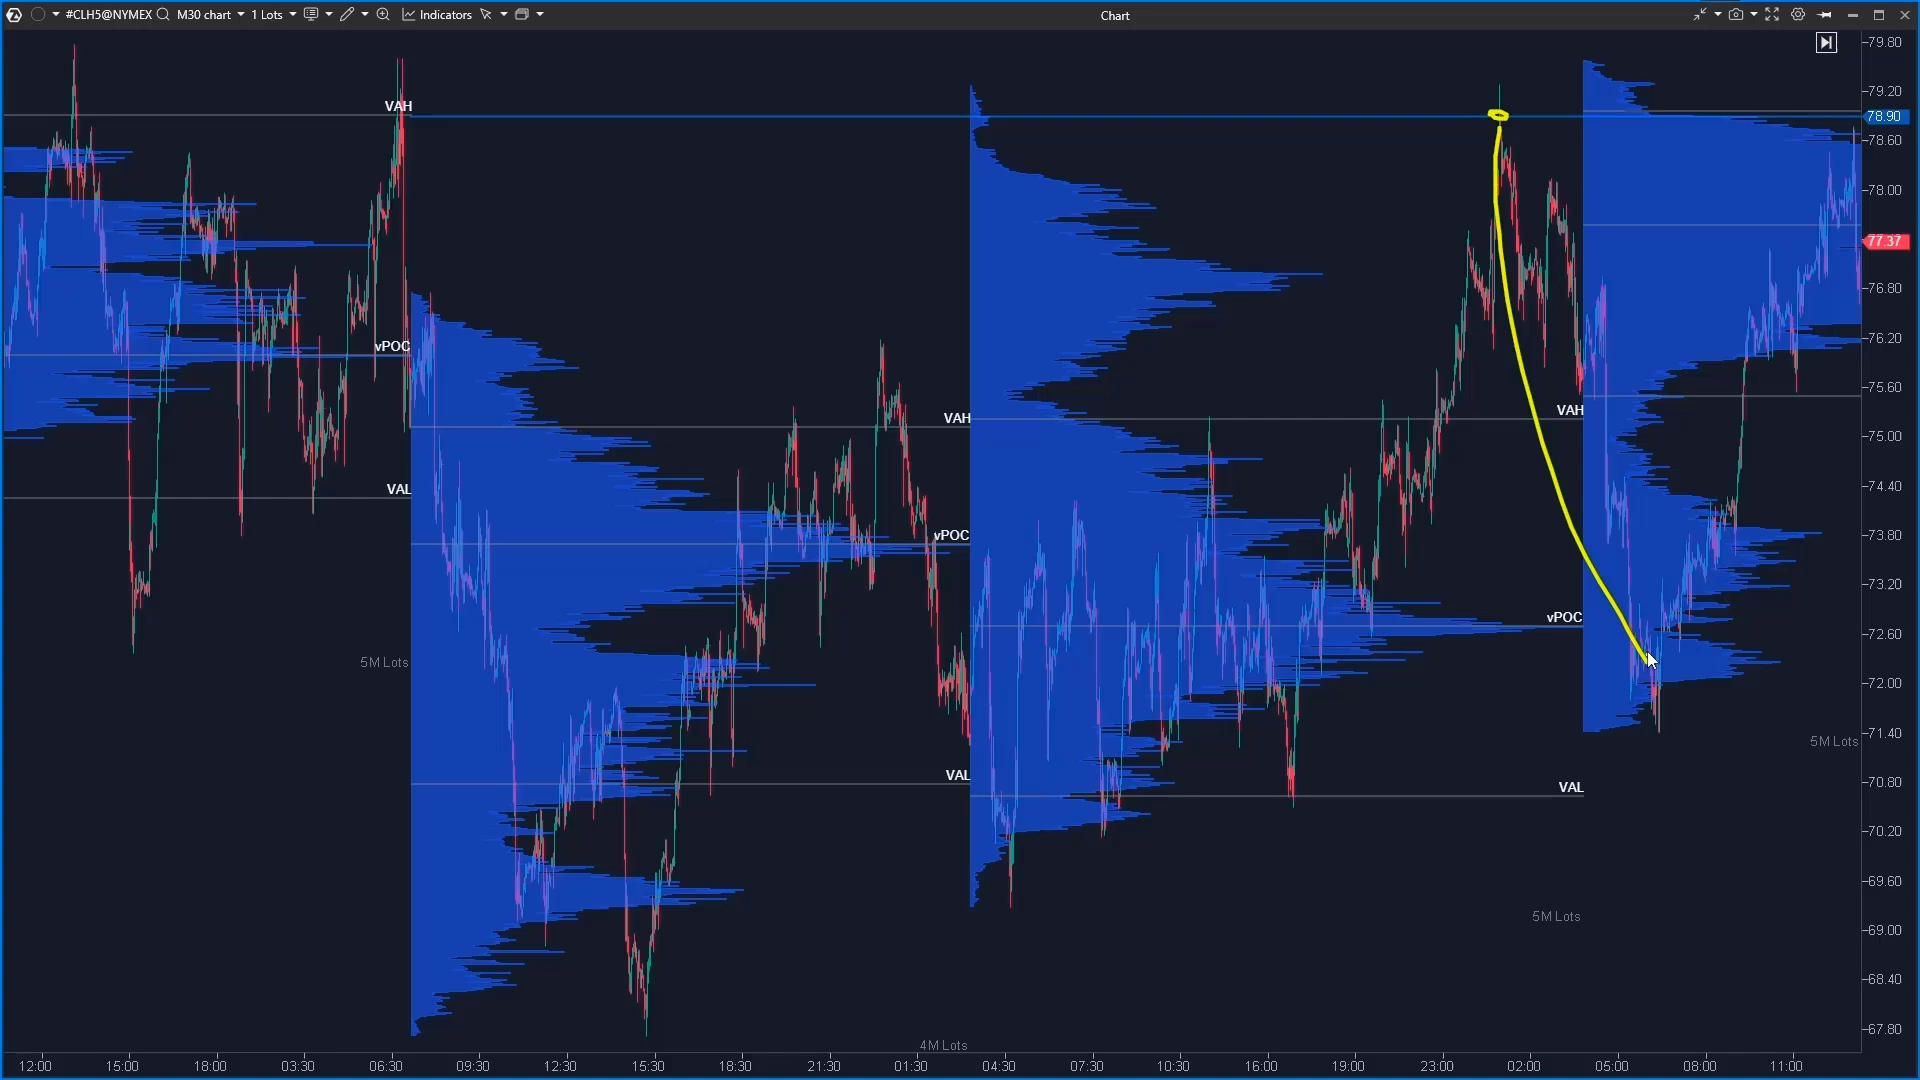 #CLH5@NYMEX M30 chart 1 Lots Indicators Chart
79.80
79.20
VAH
78.90
78.60
78.00
77.37
76.80
vPOC
76.20
75.60
VAH
VAH
75.00
VAL
74.40
vPOC
73.80
73.20
vPOC
72.60
5M Lots
72.00
5M Lots
71.40
VAL
VAL
70.80
70.20
69.60
5M Lots
69.00
68.40
67.80
4M Lots
12:00 15:00 18:00 03:30 06:30 09:30 12:30 15:30 18:30 21:30 01:30 04:30 07:30 10:30 16:00 19:00 23:00 02:00 05:00 08:00 11:00